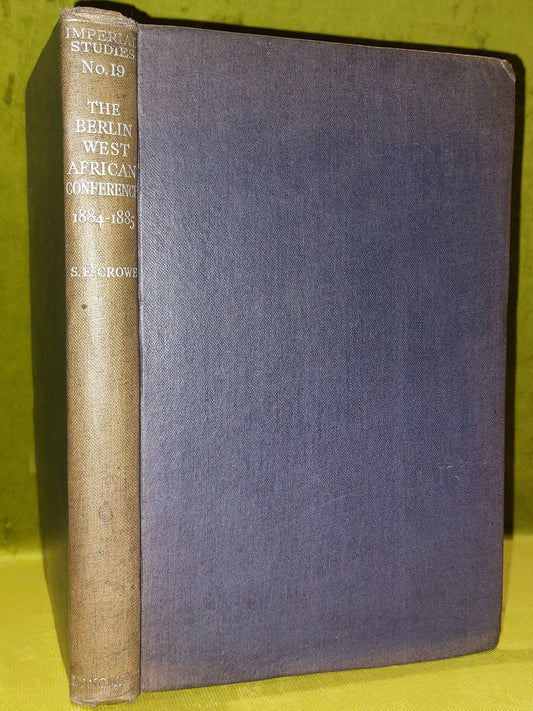 IMPERIAL
STUDIES
No. 19
THE
BERLIN
WEST
AFRICAN
CONFERENCE
1884-1885
S. E. CROWE